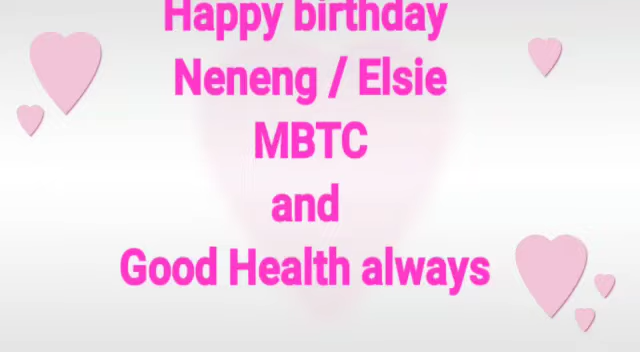 Happy birthday
Neneng / Elsie
MBTC
and
Good Health always